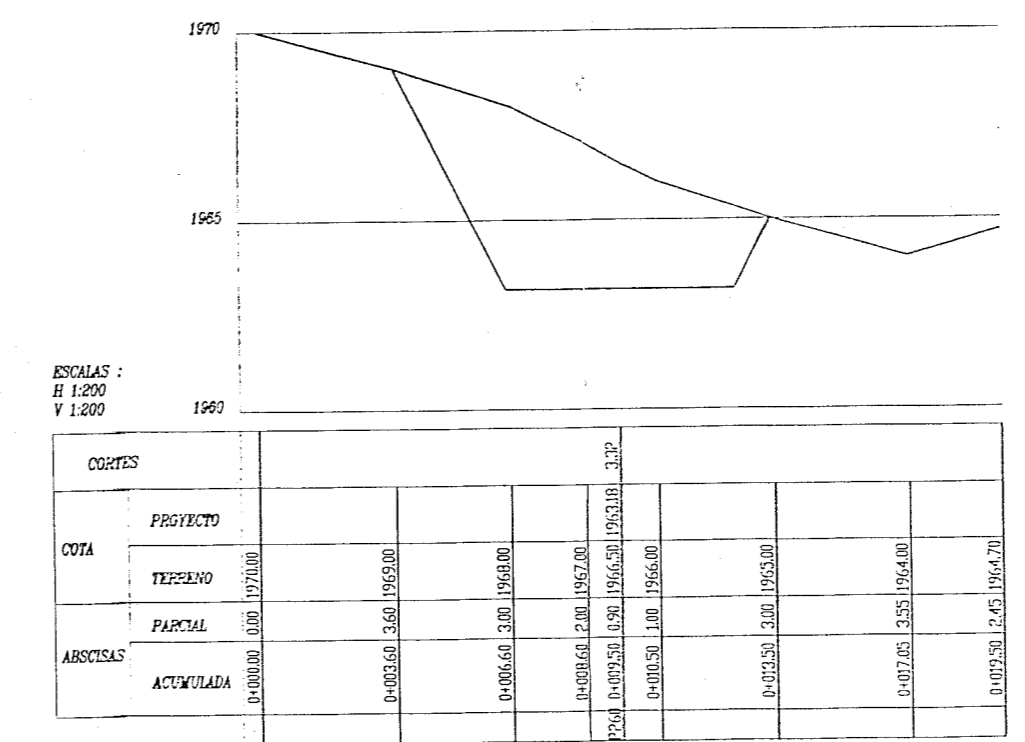 1970
1965
ESCALAS :
H 1:200
V 1:200
1960
CORTES
3.32
COTA
PROYECTO
1963.18
TERRENO
1970.00 1969.00 1968.00 1967.00 1966.50 1966.00 1965.00 1964.00 1964.70
ABSCISAS
PARCIAL
0.00 3.60 3.00 2.00 0.90 1.00 3.00 3.55 2.45
ACUMULADA
0+000.00 0+003.60 0+006.60 0+008.60 0+009.50 0+010.50 0+013.50 0+017.05 0+019.50
P260